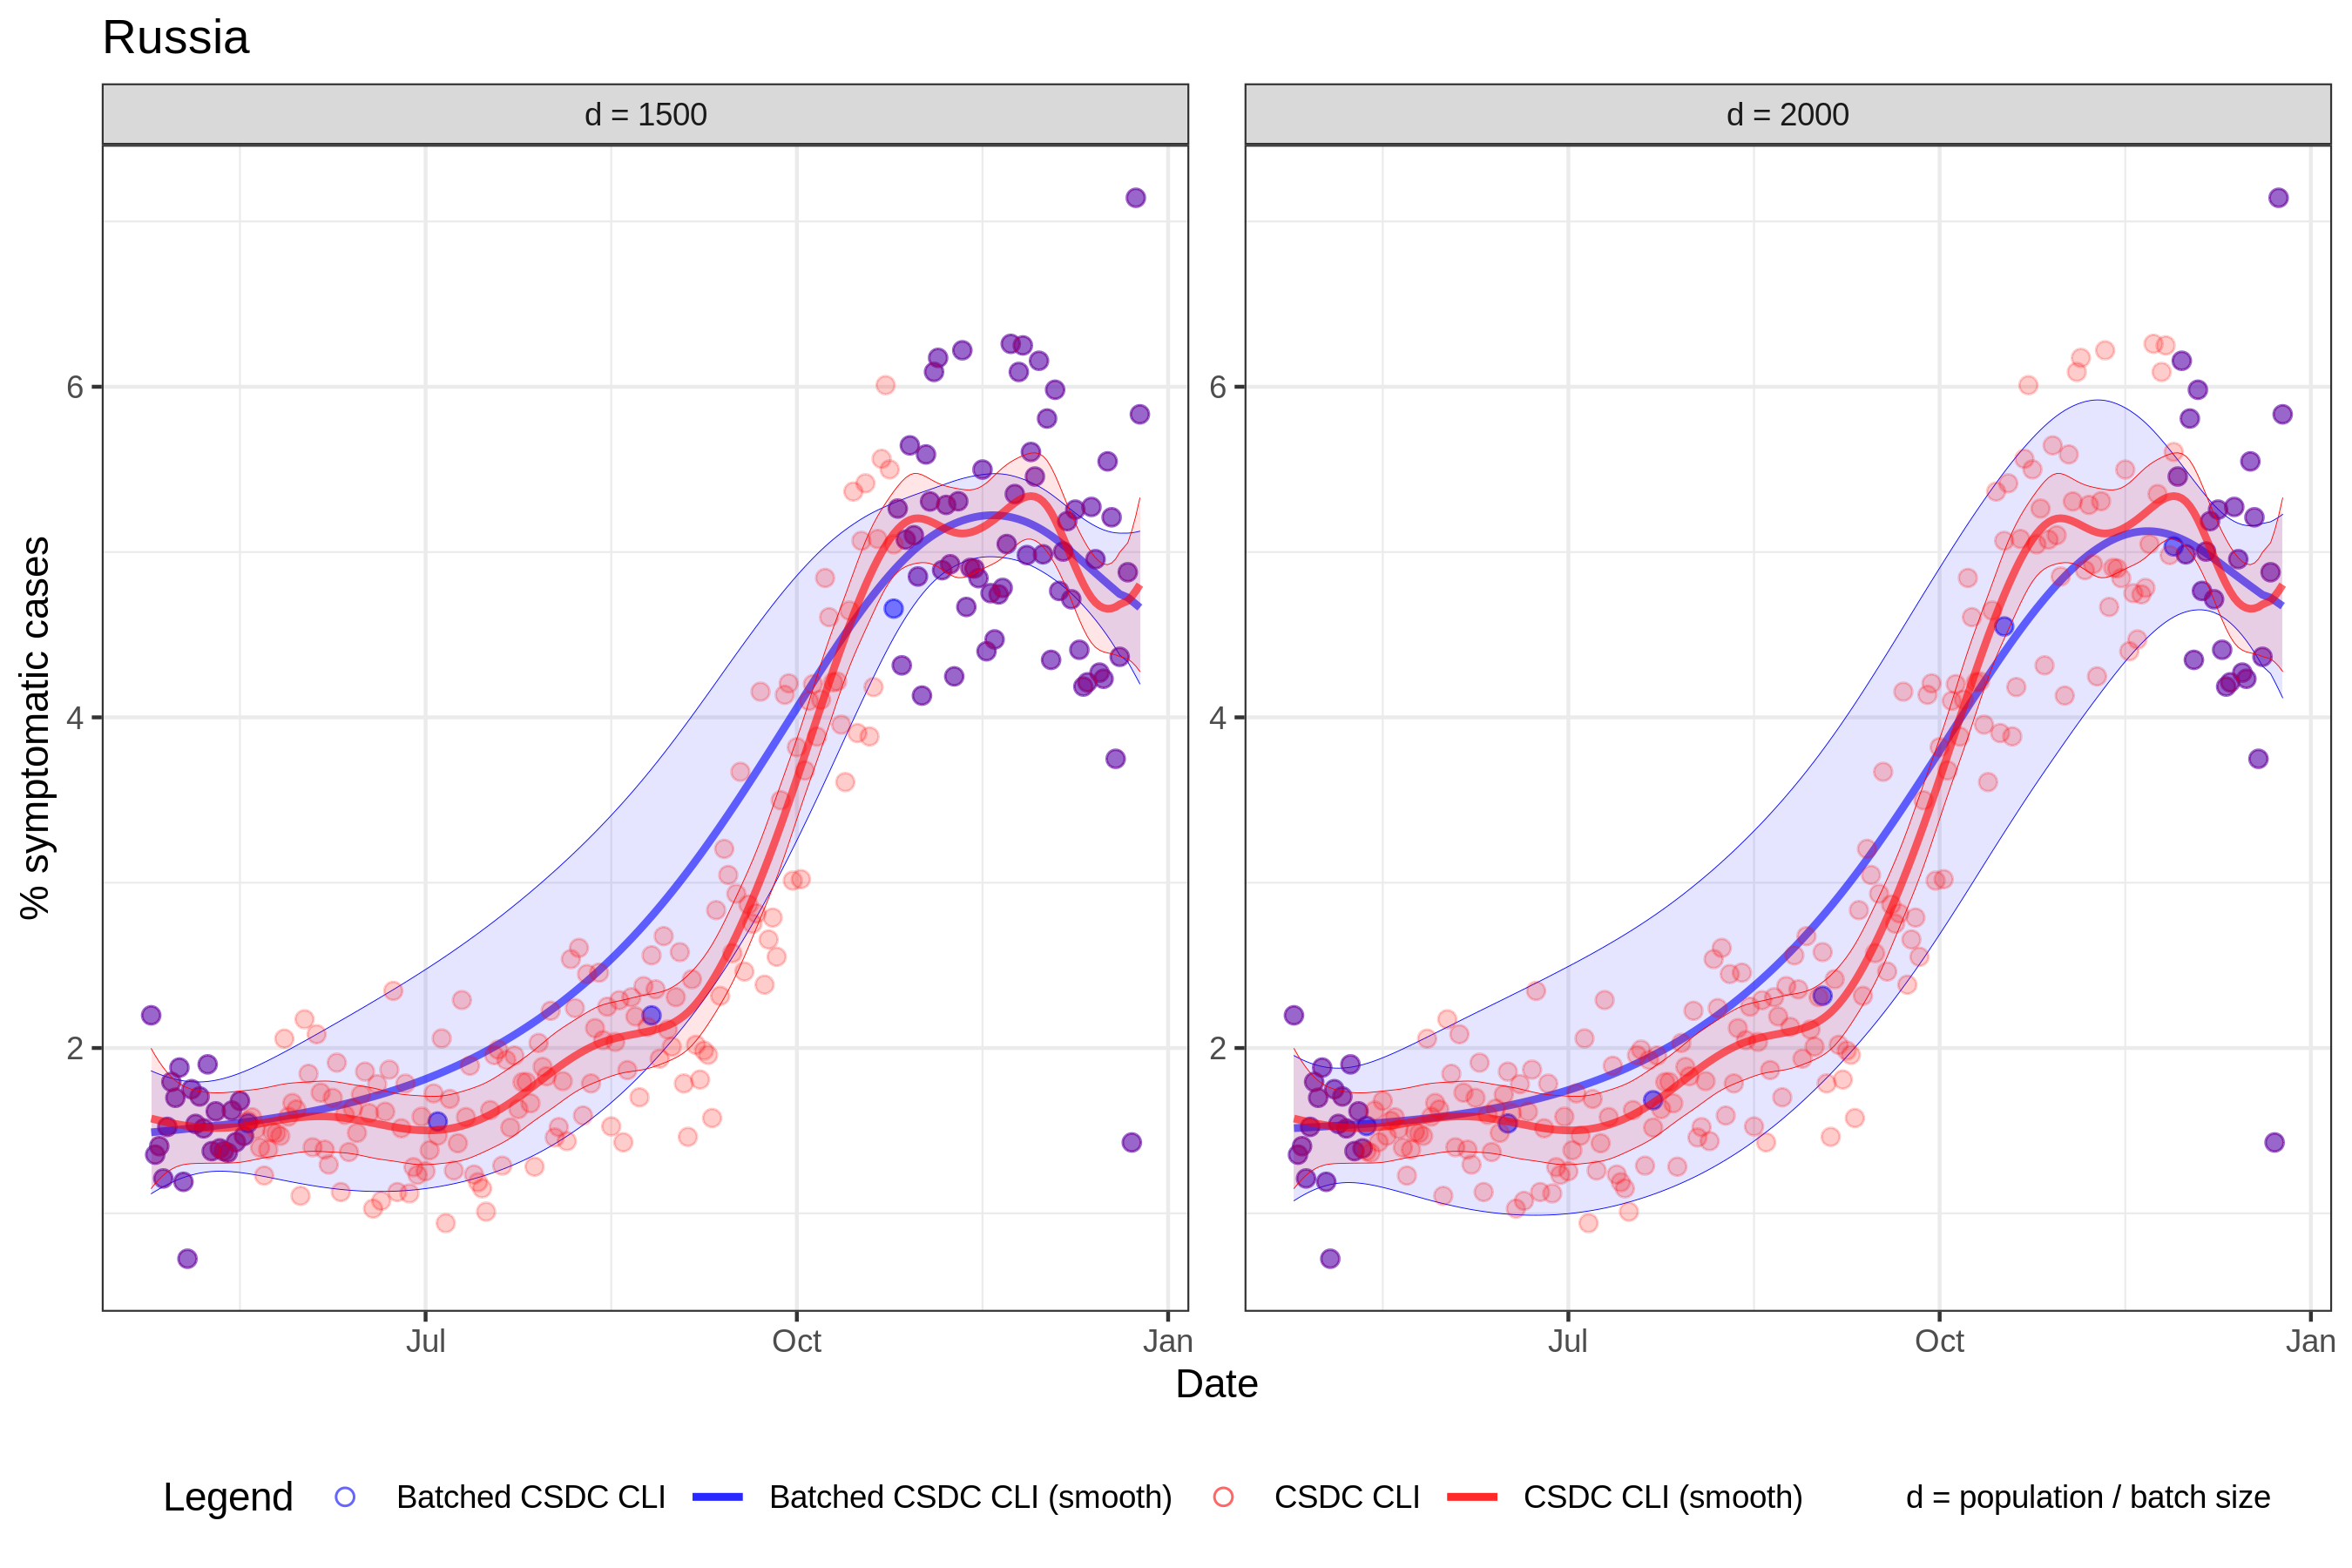 Russia
d = 1500
d = 2000
% symptomatic cases
6
4
2
6
4
2
Jul
Oct
Jan
Jul
Oct
Jan
Date
Legend
Batched CSDC CLI
Batched CSDC CLI (smooth)
CSDC CLI
CSDC CLI (smooth)
d = population / batch size